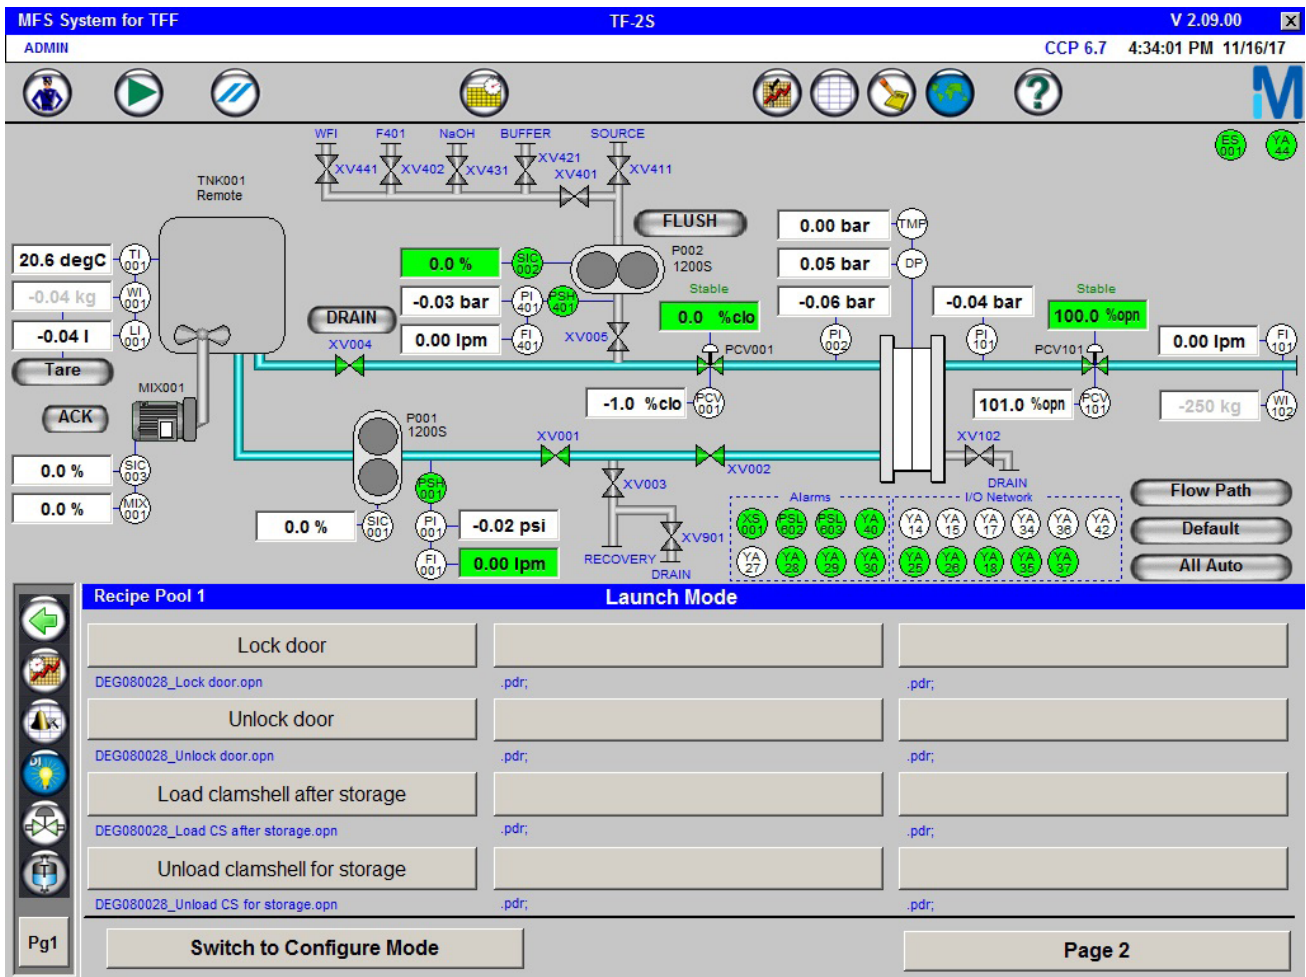 MFS System for TFF TF-2S V 2.09.00 X
ADMIN CCP 6.7 4:34:01 PM 11/16/17
?
WFI F401 NaOH BUFFER SOURCE
XV441 XV402 XV431 XV421 XV401 XV411
ES 001 YA 44
TNK001
Remote
FLUSH
0.00 bar TMP
P002
1200S
20.6 degC TI 001
0.0 % SIC 002
0.05 bar DP
-0.04 kg WI 001
-0.03 bar PI 401 PSH 401
Stable
0.0 %clo
-0.06 bar
-0.04 bar
Stable
100.0 %opn
DRAIN
-0.04 l LI 001
XV004
0.00 lpm FI 401
XV005
PCV001
PI 002
PI 101
PCV101
0.00 lpm FI 101
Tare
MIX001
-1.0 %clo PCV 001
101.0 %opn PCV 101
-250 kg WI 102
ACK
P001
1200S
XV001
XV002
XV102
DRAIN
0.0 % SIC 003
PSH 001
XV003
Flow Path
0.0 % MIX 001
0.0 % SIC 001
PI 001 -0.02 psi
XV901
Alarms
XS 001 PSL 602 PSL 603 YA 40
YA 27 YA 28 YA 29 YA 30
I/O Network
YA 14 YA 15 YA 17 YA 34 YA 36 YA 42
YA 25 YA 26 YA 18 YA 35 YA 37
Default
FI 001 0.00 lpm
RECOVERY
DRAIN
All Auto
Recipe Pool 1 Launch Mode
Lock door
DEG080028_Lock door.opn .pdr; .pdr;
Unlock door
DEG080028_Unlock door.opn .pdr; .pdr;
DI
Load clamshell after storage
DEG080028_Load CS after storage.opn .pdr; .pdr;
Unload clamshell for storage
DEG080028_Unload CS for storage.opn .pdr; .pdr;
Pg1 Switch to Configure Mode Page 2